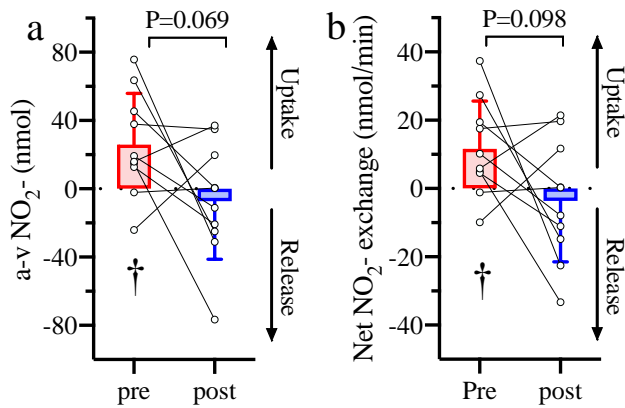 a
P=0.069
a-v NO₂- (nmol)
80
40
0
-40
-80
†
pre
post
Uptake
Release
b
P=0.098
Net NO₂- exchange (nmol/min)
40
20
0
-20
-40
†
Pre
post
Uptake
Release